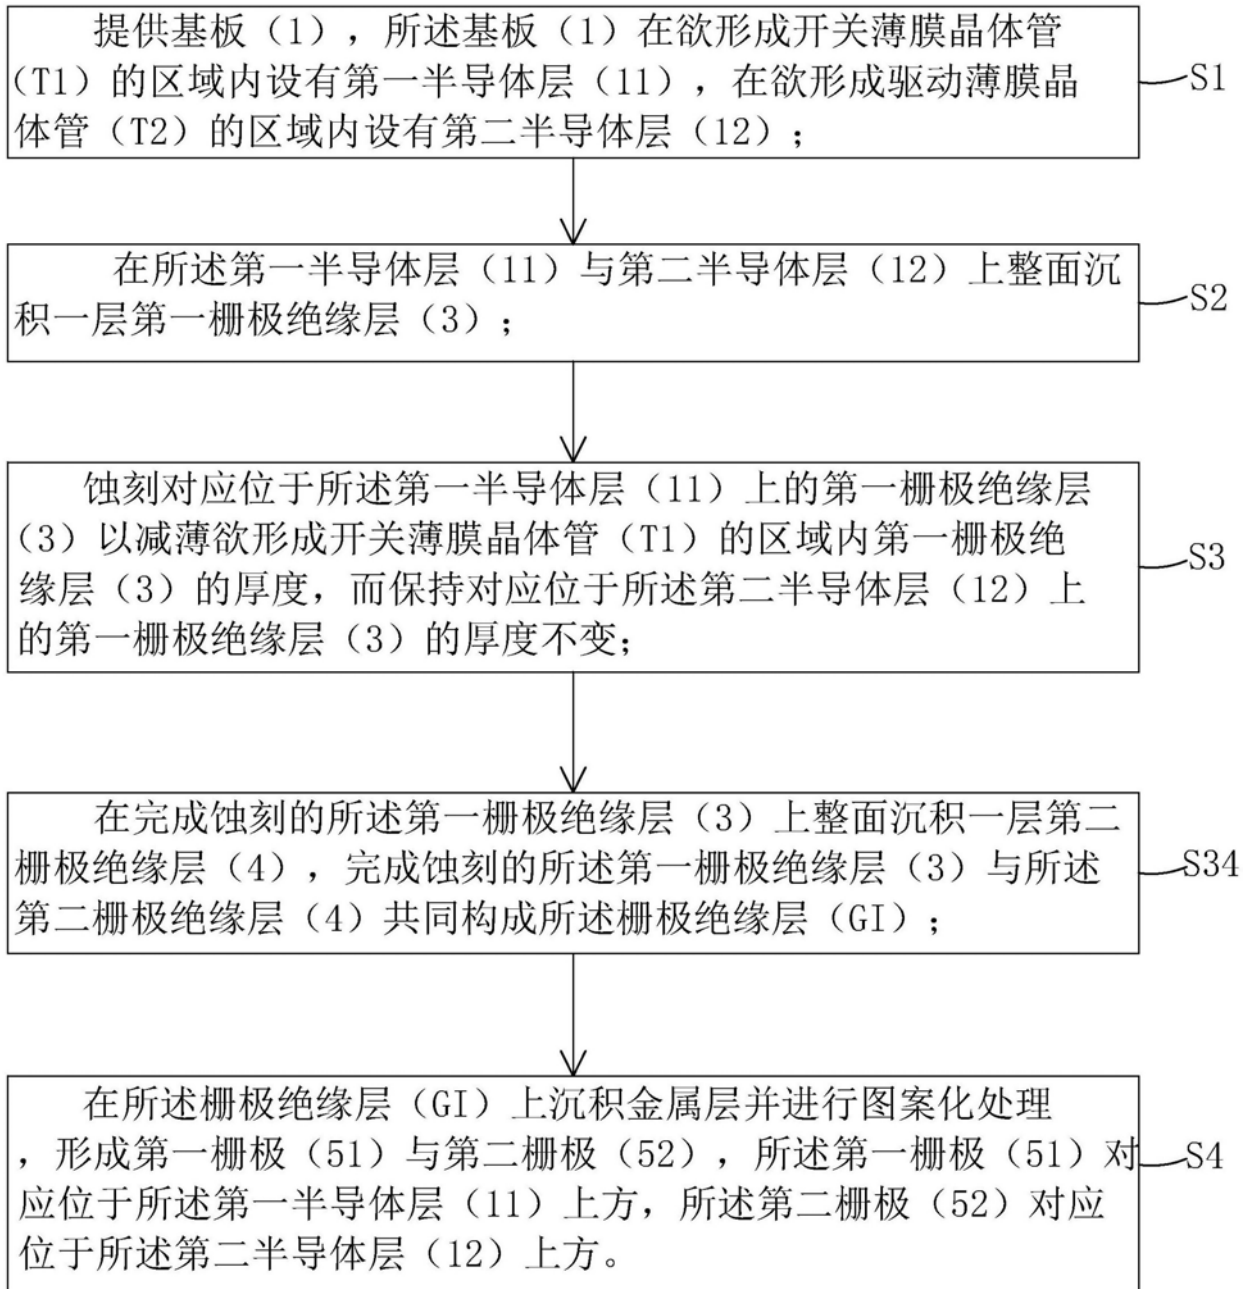 提供基板（1），所述基板（1）在欲形成开关薄膜晶体管
（T1）的区域内设有第一半导体层（11），在欲形成驱动薄膜晶
体管（T2）的区域内设有第二半导体层（12）；
S1
在所述第一半导体层（11）与第二半导体层（12）上整面沉
积一层第一栅极绝缘层（3）；
S2
蚀刻对应位于所述第一半导体层（11）上的第一栅极绝缘层
（3）以减薄欲形成开关薄膜晶体管（T1）的区域内第一栅极绝
缘层（3）的厚度，而保持对应位于所述第二半导体层（12）上
的第一栅极绝缘层（3）的厚度不变；
S3
在完成蚀刻的所述第一栅极绝缘层（3）上整面沉积一层第二
栅极绝缘层（4），完成蚀刻的所述第一栅极绝缘层（3）与所述
第二栅极绝缘层（4）共同构成所述栅极绝缘层（GI）；
S34
在所述栅极绝缘层（GI）上沉积金属层并进行图案化处理
，形成第一栅极（51）与第二栅极（52），所述第一栅极（51）对
应位于所述第一半导体层（11）上方，所述第二栅极（52）对应
位于所述第二半导体层（12）上方。
S4